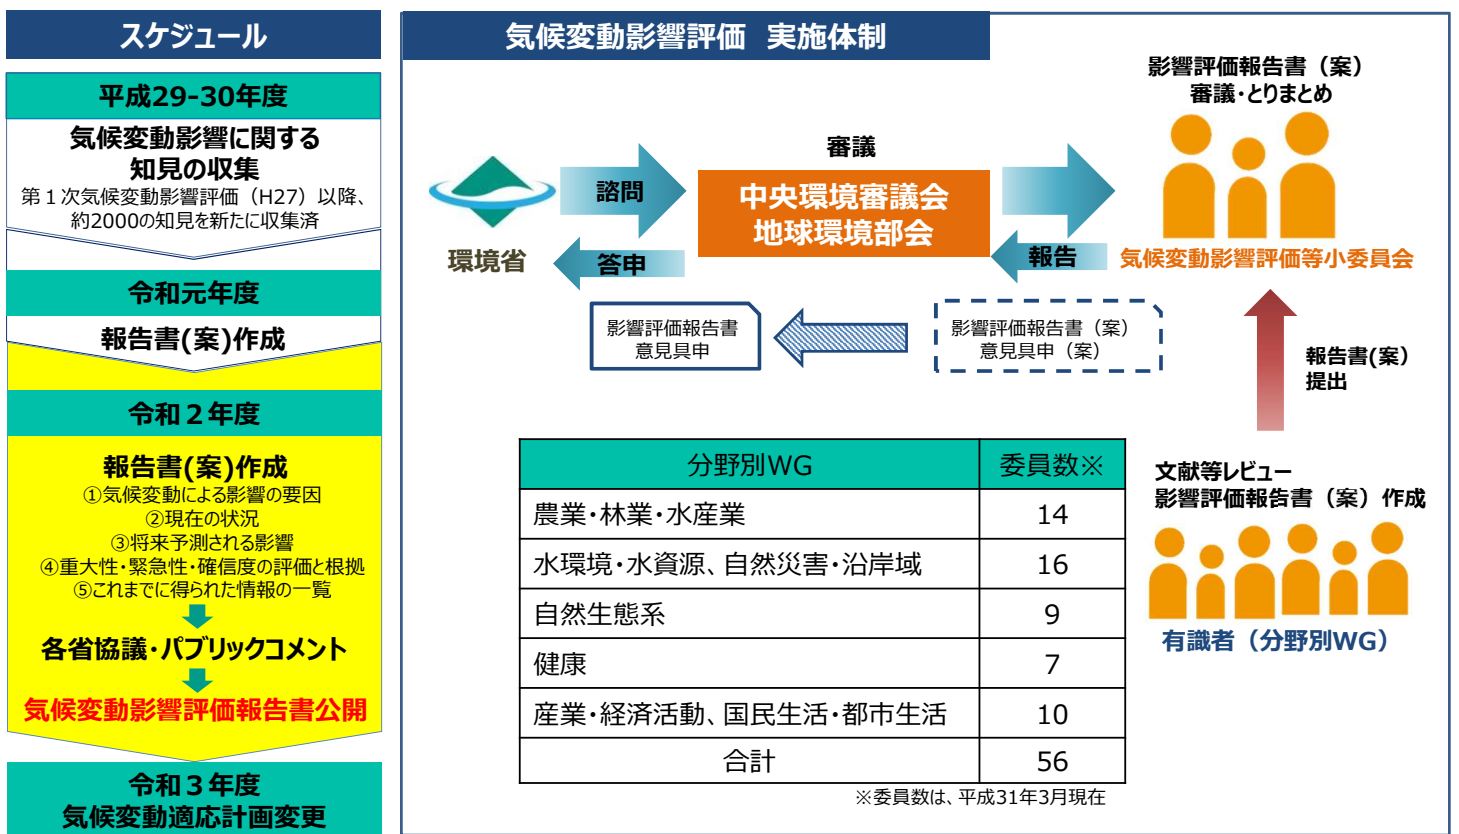 スケジュール
平成29-30年度
気候変動影響に関する
知見の収集
第１次気候変動影響評価（H27）以降、
約2000の知見を新たに収集済
令和元年度
報告書(案)作成
令和２年度
報告書(案)作成
①気候変動による影響の要因
②現在の状況
③将来予測される影響
④重大性・緊急性・確信度の評価と根拠
⑤これまでに得られた情報の一覧
各省協議・パブリックコメント
気候変動影響評価報告書公開
令和３年度
気候変動適応計画変更
気候変動影響評価　実施体制
環境省
諮問
答申
審議
中央環境審議会
地球環境部会
報告
影響評価報告書（案）
審議・とりまとめ
気候変動影響評価等小委員会
影響評価報告書
意見具申
影響評価報告書（案）
意見具申（案）
報告書(案)
提出
文献等レビュー
影響評価報告書（案）作成
有識者（分野別WG）
分野別WG 委員数※
農業・林業・水産業 14
水環境・水資源、自然災害・沿岸域 16
自然生態系 9
健康 7
産業・経済活動、国民生活・都市生活 10
合計 56
※委員数は、平成31年3月現在